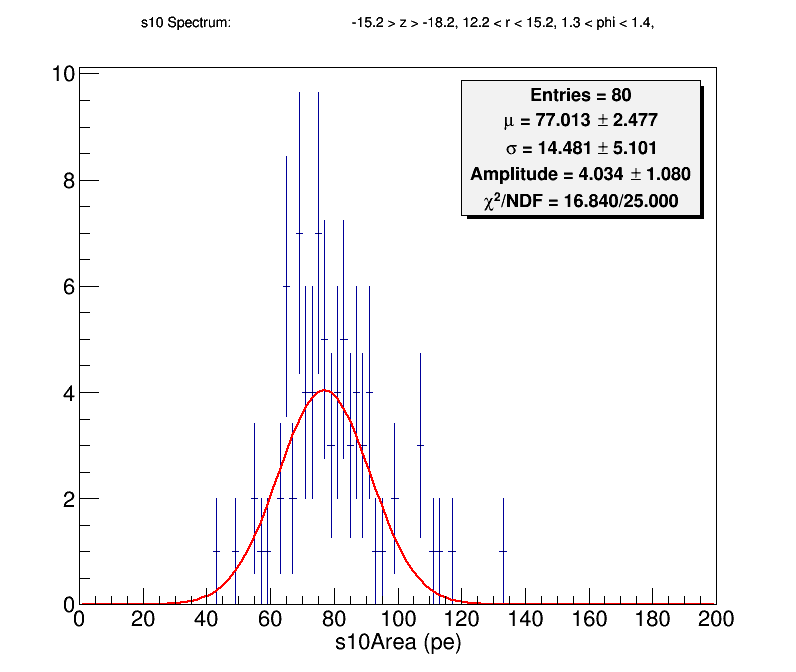 s10 Spectrum: -15.2 > z > -18.2, 12.2 < r < 15.2, 1.3 < phi < 1.4,
Entries = 80
μ = 77.013 ± 2.477
σ = 14.481 ± 5.101
Amplitude = 4.034 ± 1.080
χ²/NDF = 16.840/25.000
10
8
6
4
2
0
0 20 40 60 80 100 120 140 160 180 200
s10Area (pe)